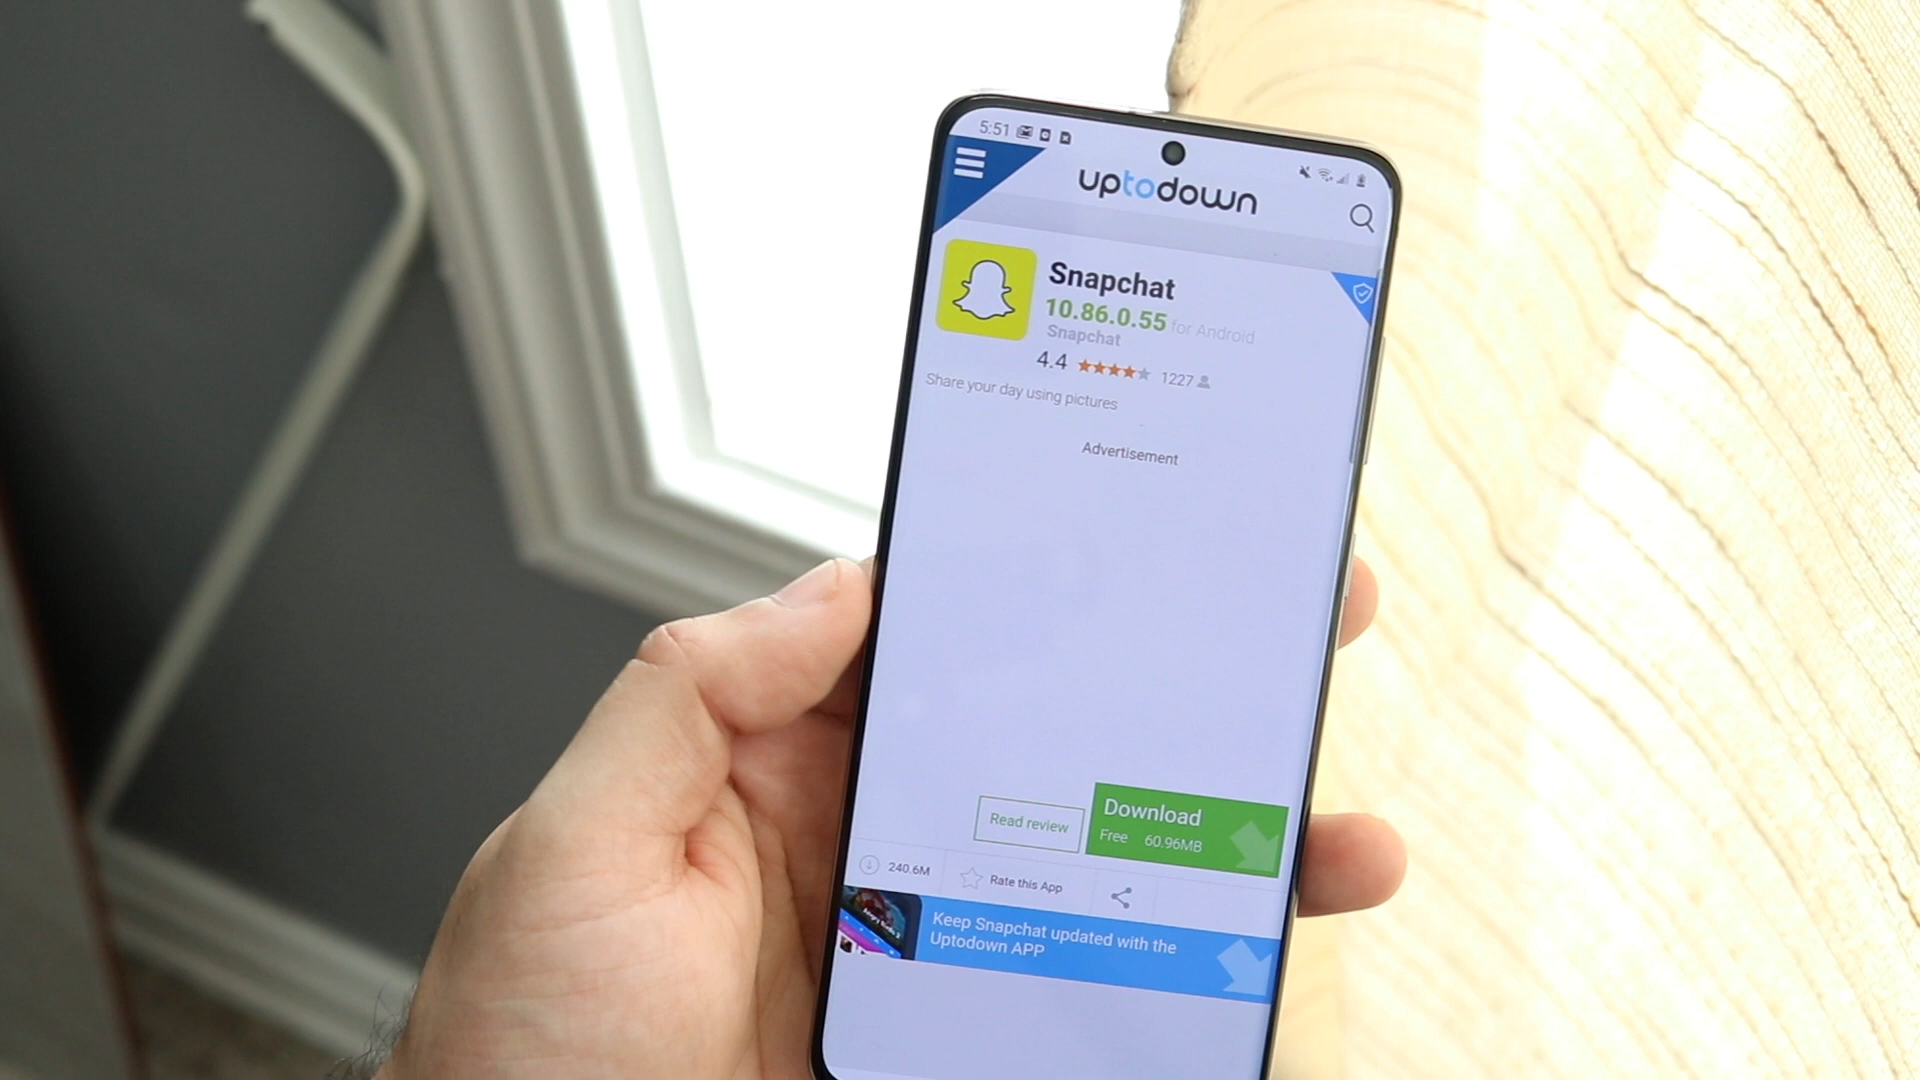 5:51
uptodown
Snapchat
10.86.0.55 for Android
Snapchat
4.4 1227
Share your day using pictures
Advertisement
Read review
Download
Free 60.96MB
240.6M
Rate this App
Keep Snapchat updated with the
Uptodown APP